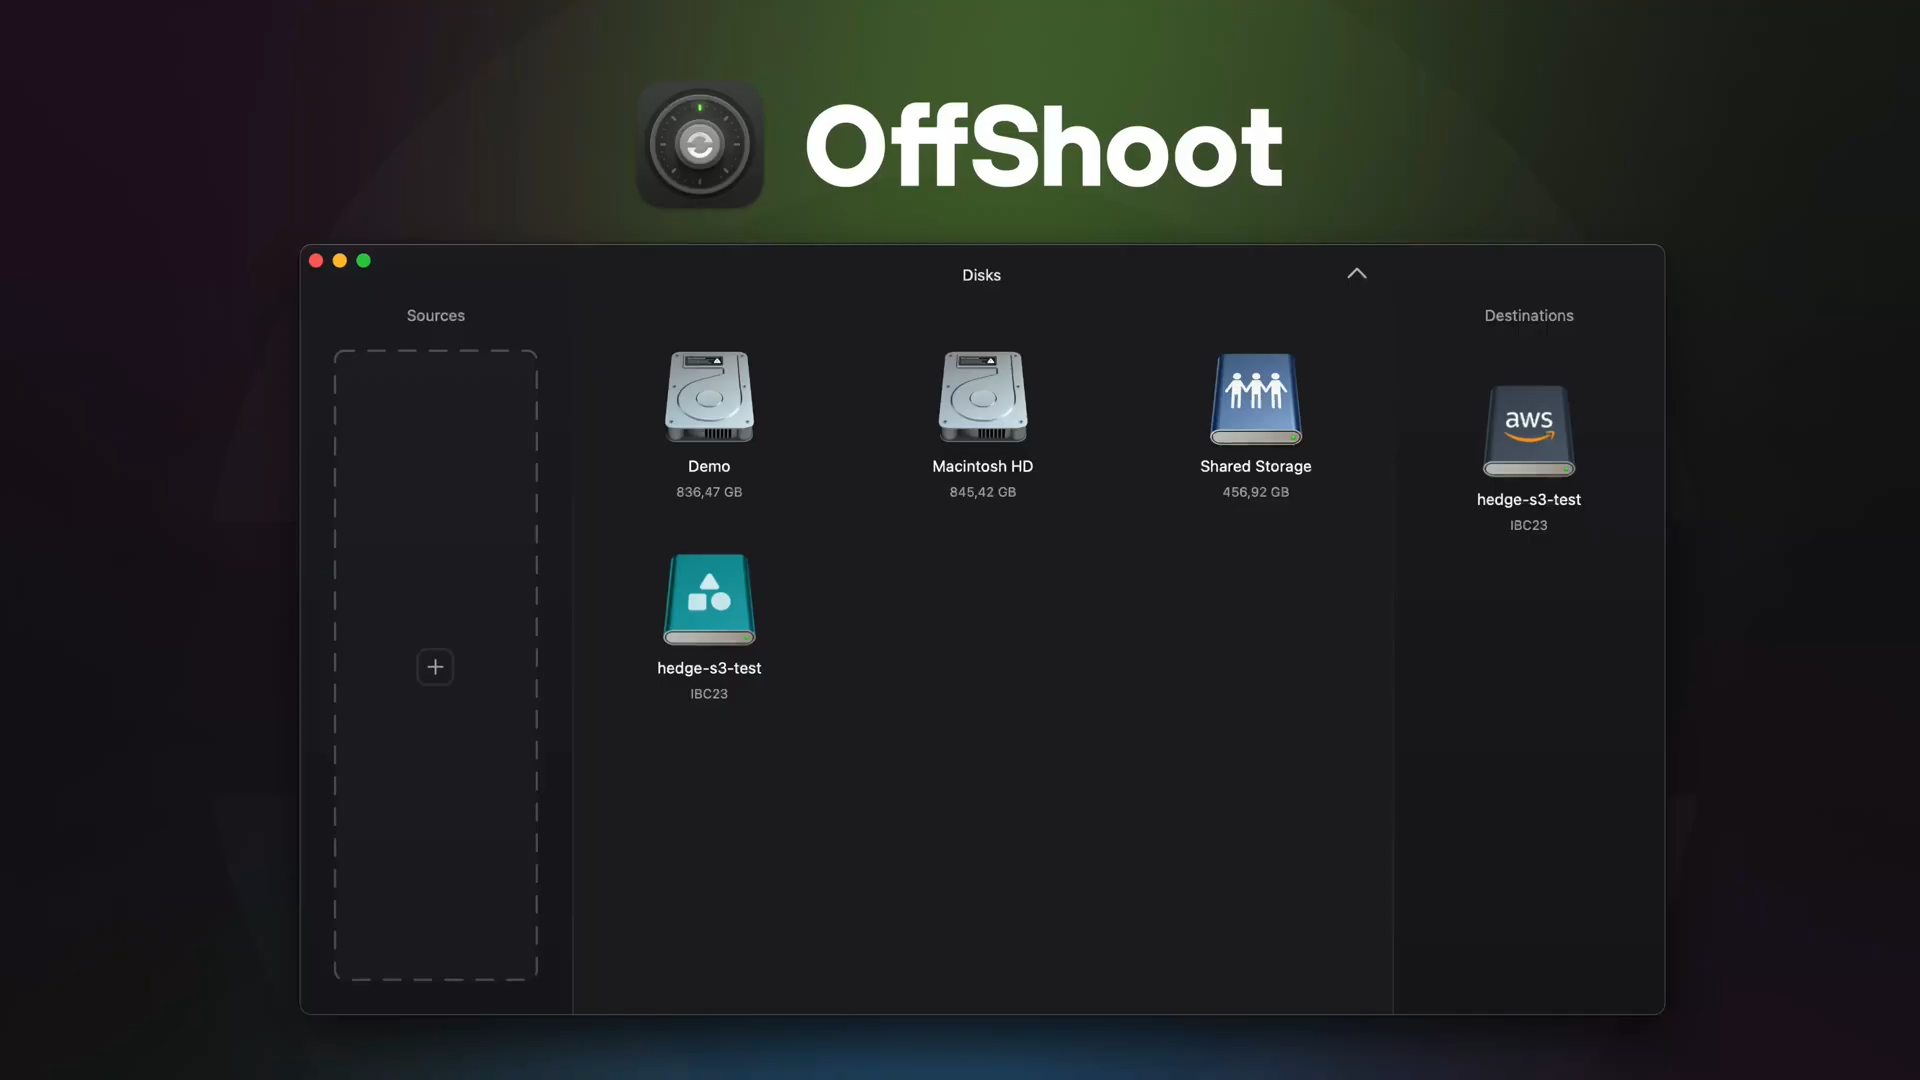 OffShoot
Disks
Sources
Destinations
Demo
836,47 GB
Macintosh HD
845,42 GB
Shared Storage
456,92 GB
aws
hedge-s3-test
IBC23
hedge-s3-test
IBC23